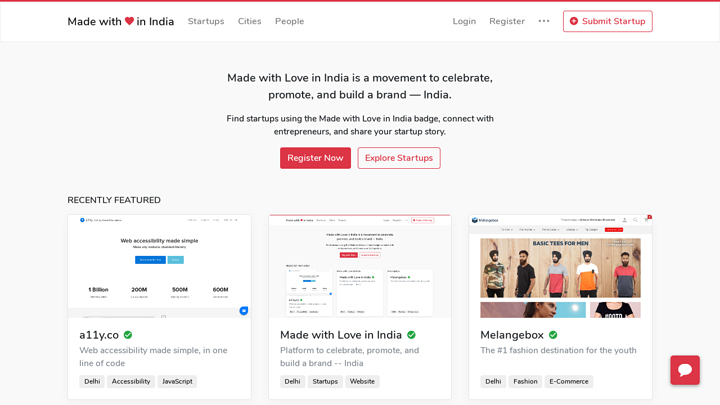 Made with ❤ in India Startups Cities People Login Register ••• Submit Startup
Made with Love in India is a movement to celebrate,
promote, and build a brand — India.
Find startups using the Made with Love in India badge, connect with
entrepreneurs, and share your startup story.
Register Now Explore Startups
RECENTLY FEATURED
Web accessibility made simple
1 Billion 200M 500M 600M
Melangebox
BASIC TEES FOR MEN
a11y.co
Web accessibility made simple, in one
line of code
Delhi Accessibility JavaScript
Made with Love in India
Platform to celebrate, promote, and
build a brand -- India
Delhi Startups Website
Melangebox
The #1 fashion destination for the youth
Delhi Fashion E-Commerce